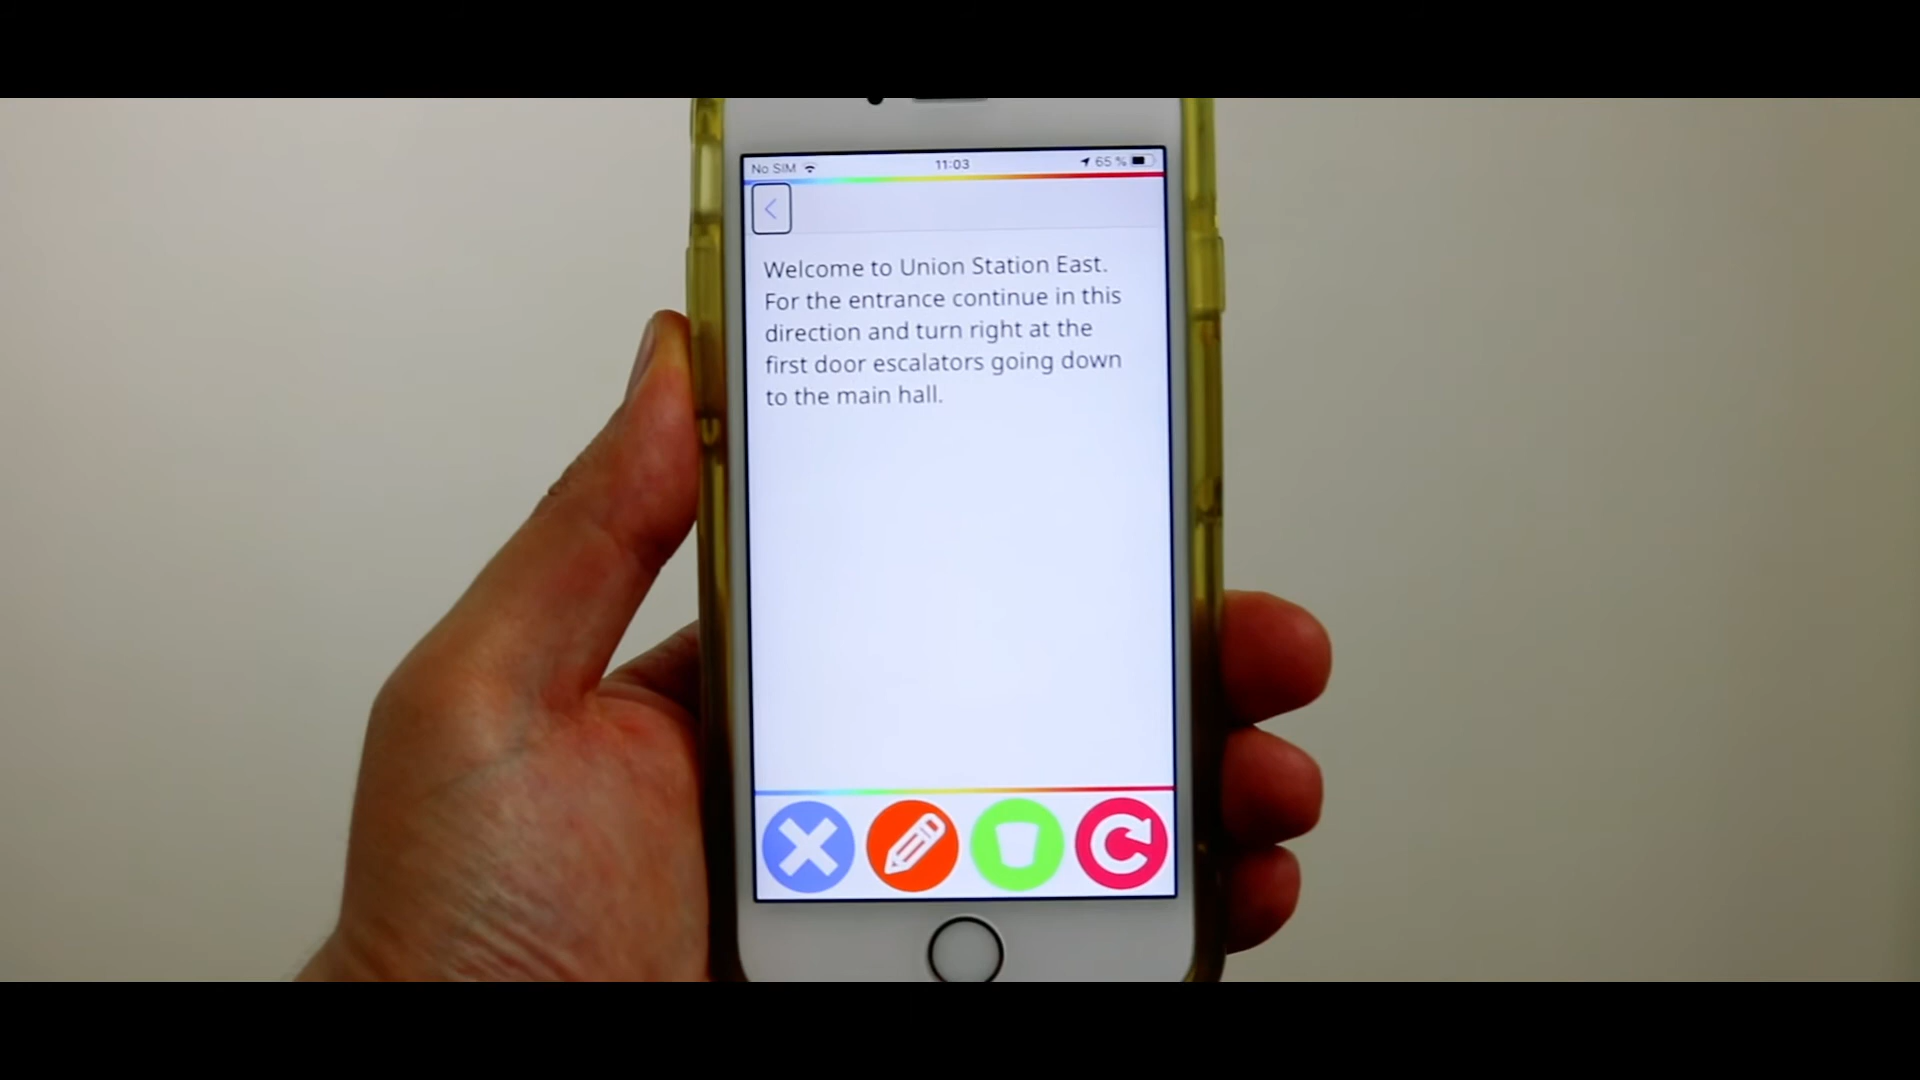 No SIM 11:03 65 %
Welcome to Union Station East.
For the entrance continue in this
direction and turn right at the
first door escalators going down
to the main hall.